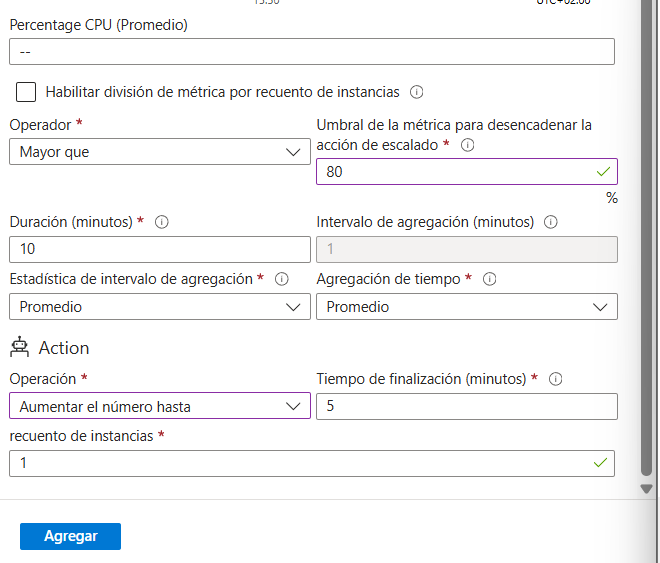 Percentage CPU (Promedio)
--
Habilitar división de métrica por recuento de instancias
Operador *
Mayor que
Umbral de la métrica para desencadenar la
acción de escalado *
80
%
Duración (minutos) *
10
Intervalo de agregación (minutos)
1
Estadística de intervalo de agregación *
Promedio
Agregación de tiempo *
Promedio
Action
Operación *
Aumentar el número hasta
Tiempo de finalización (minutos) *
5
recuento de instancias *
1
Agregar